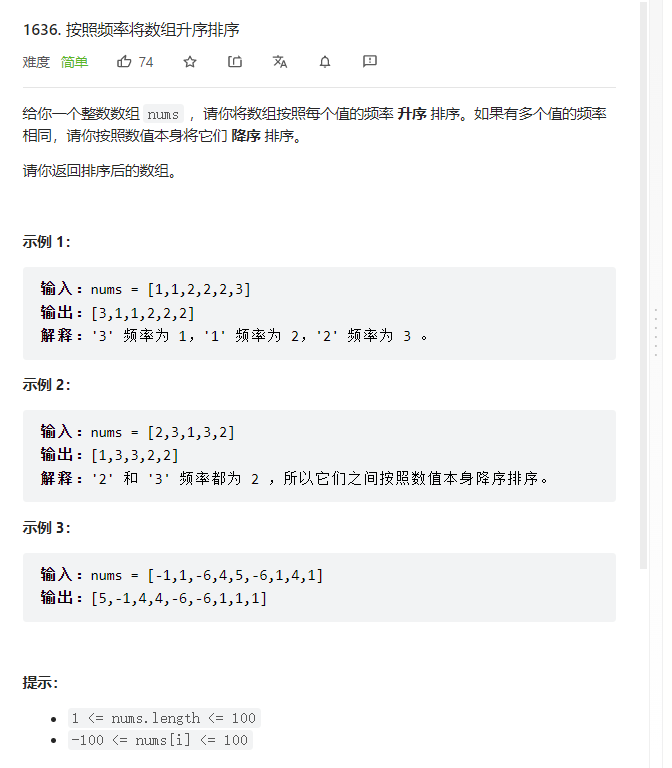 1636. 按照频率将数组升序排序
难度 简单 74
给你一个整数数组 nums ，请你将数组按照每个值的频率 升序 排序。如果有多个值的频率
相同，请你按照数值本身将它们 降序 排序。
请你返回排序后的数组。
示例 1：
输入：nums = [1,1,2,2,2,3]
输出：[3,1,1,2,2,2]
解释：'3' 频率为 1，'1' 频率为 2，'2' 频率为 3 。
示例 2：
输入：nums = [2,3,1,3,2]
输出：[1,3,3,2,2]
解释：'2' 和 '3' 频率都为 2 ，所以它们之间按照数值本身降序排序。
示例 3：
输入：nums = [-1,1,-6,4,5,-6,1,4,1]
输出：[5,-1,4,4,-6,-6,1,1,1]
提示：
1 <= nums.length <= 100
-100 <= nums[i] <= 100